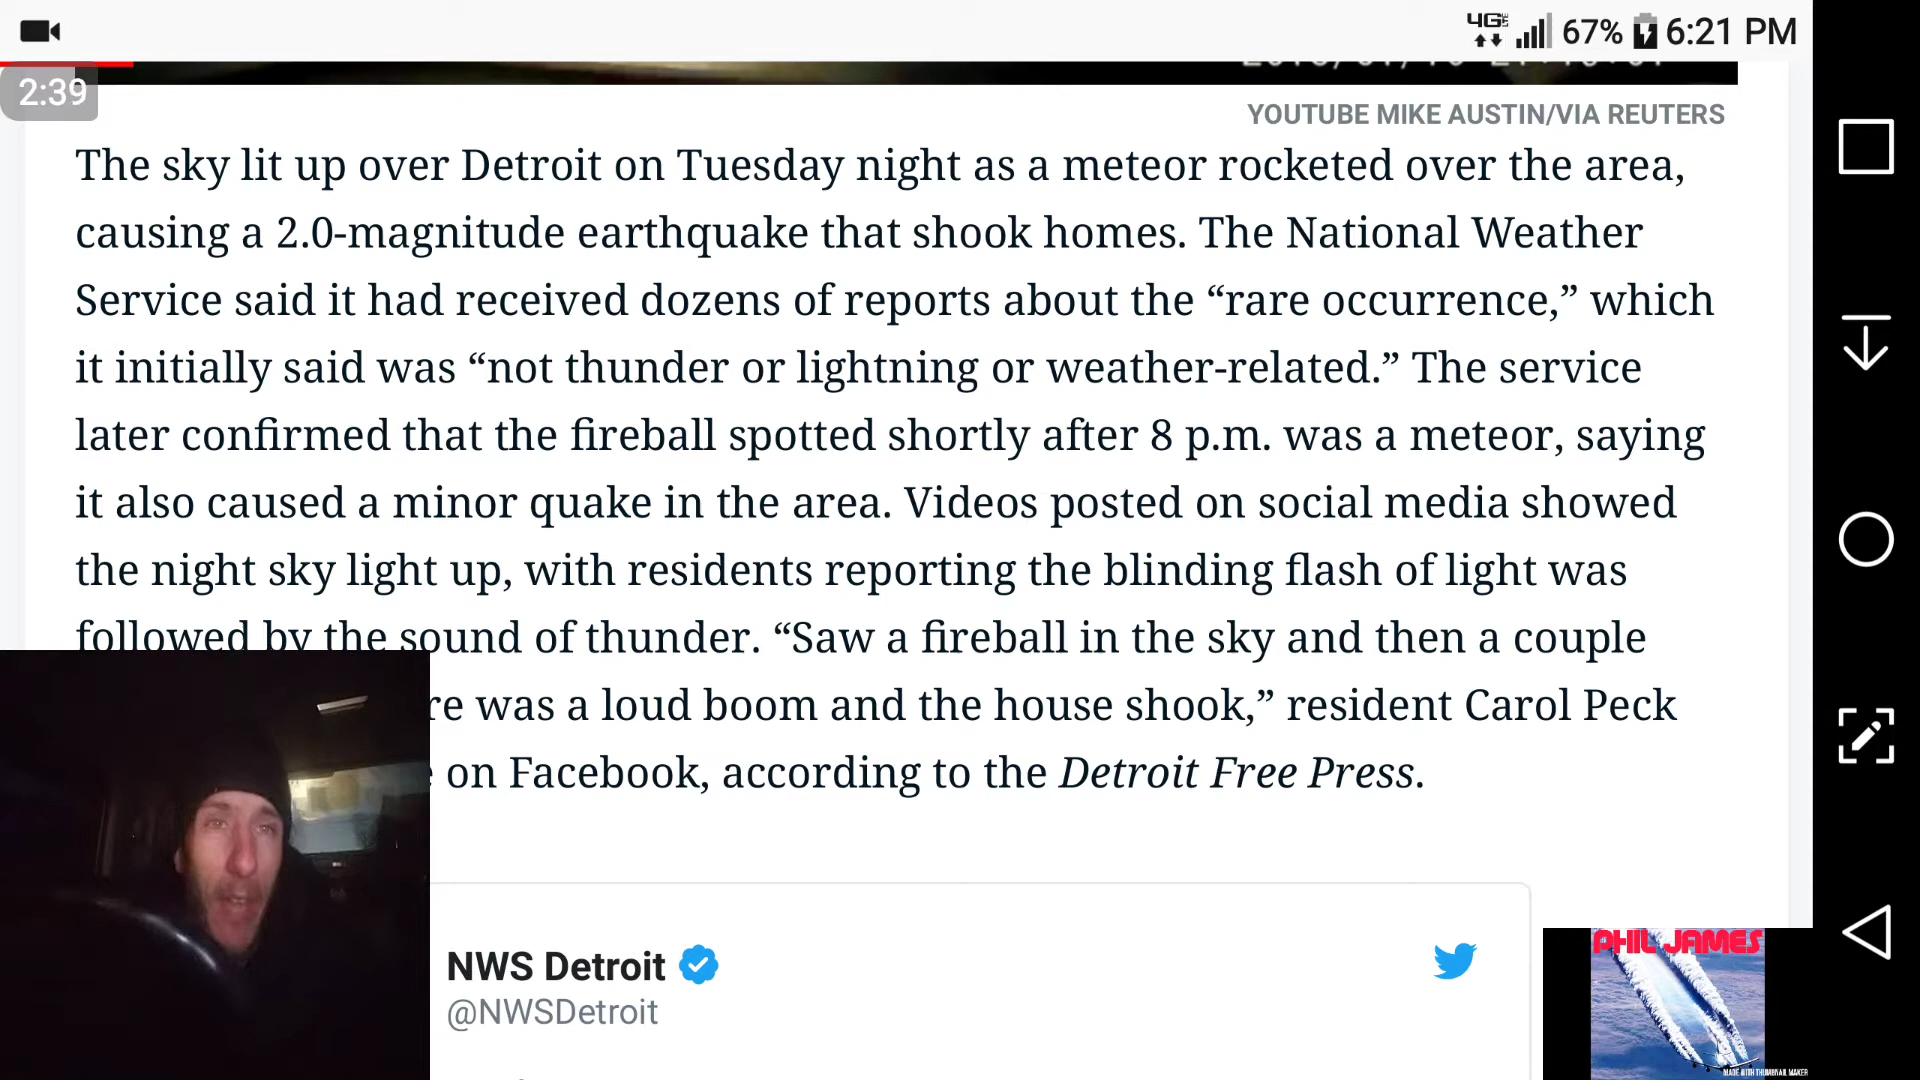 4G LTE 67% 6:21 PM
2:39
YOUTUBE MIKE AUSTIN/VIA REUTERS
The sky lit up over Detroit on Tuesday night as a meteor rocketed over the area,
causing a 2.0-magnitude earthquake that shook homes. The National Weather
Service said it had received dozens of reports about the “rare occurrence,” which
it initially said was “not thunder or lightning or weather-related.” The service
later confirmed that the fireball spotted shortly after 8 p.m. was a meteor, saying
it also caused a minor quake in the area. Videos posted on social media showed
the night sky light up, with residents reporting the blinding flash of light was
followed by the sound of thunder. “Saw a fireball in the sky and then a couple
re was a loud boom and the house shook,” resident Carol Peck
on Facebook, according to the Detroit Free Press.
NWS Detroit
@NWSDetroit
PHIL JAMES
MADE WITH THUMBNAIL MAKER